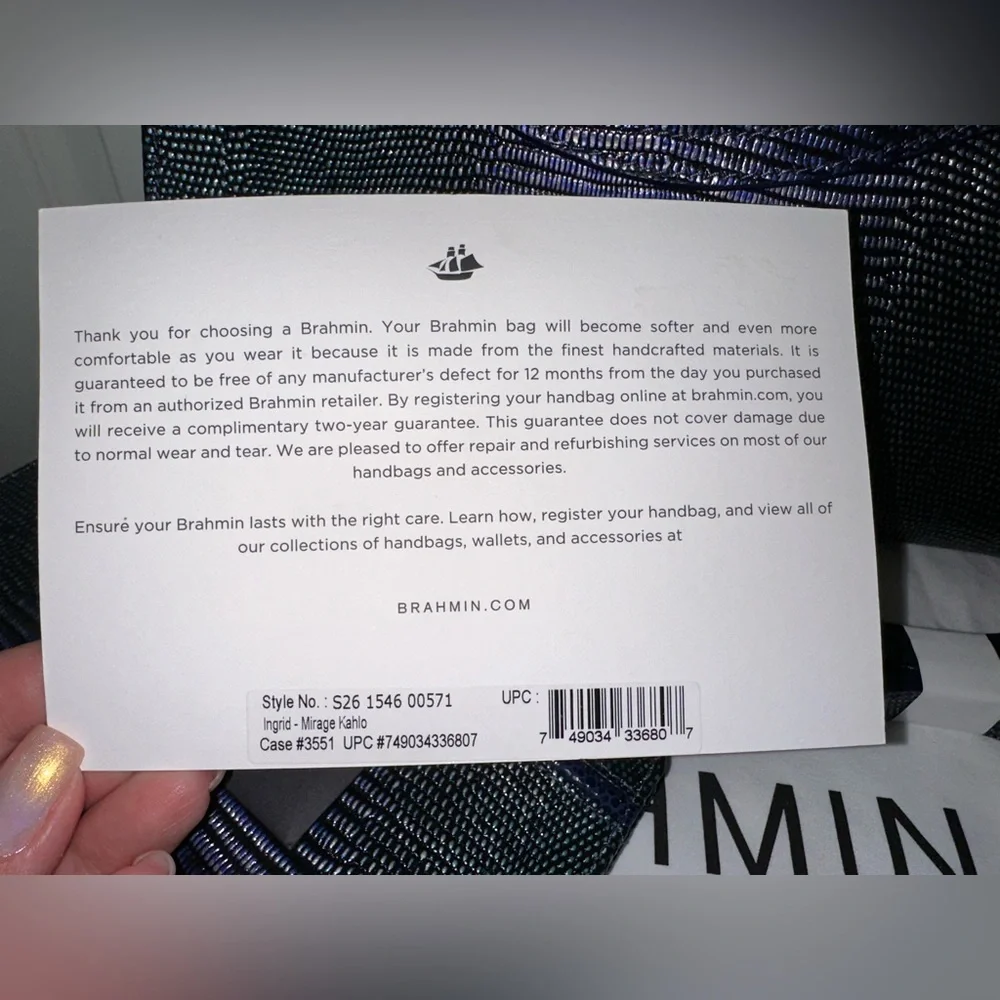 Thank you for choosing a Brahmin. Your Brahmin bag will become softer and even more
comfortable as you wear it because it is made from the finest handcrafted materials. It is
guaranteed to be free of any manufacturer's defect for 12 months from the day you purchased
it from an authorized Brahmin retailer. By registering your handbag online at brahmin.com, you
will receive a complimentary two-year guarantee. This guarantee does not cover damage due
to normal wear and tear. We are pleased to offer repair and refurbishing services on most of our
handbags and accessories.
Ensure your Brahmin lasts with the right care. Learn how, register your handbag, and view all of
our collections of handbags, wallets, and accessories at
BRAHMIN.COM
Style No. : S26 1546 00571 UPC :
Ingrid - Mirage Kahlo
Case #3551 UPC #749034336807
7 49034 33680 7
HMIN